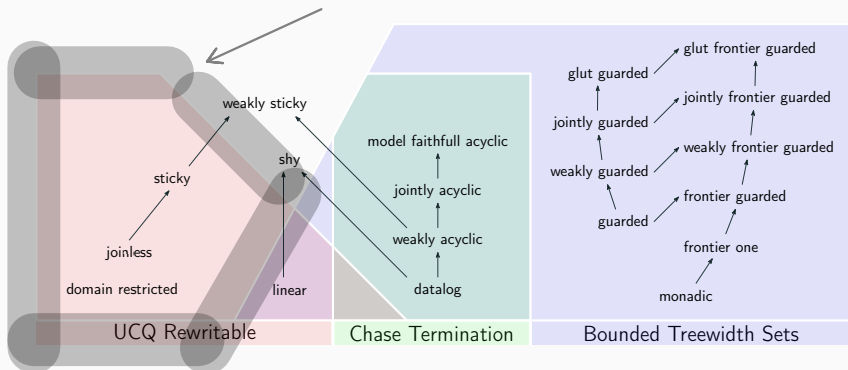 glut frontier guarded
glut guarded
jointly frontier guarded
weakly sticky
jointly guarded
model faithfull acyclic
weakly frontier guarded
shy
weakly guarded
sticky
jointly acyclic
frontier guarded
guarded
weakly acyclic
frontier one
joinless
domain restricted
linear
datalog
monadic
UCQ Rewritable
Chase Termination
Bounded Treewidth Sets